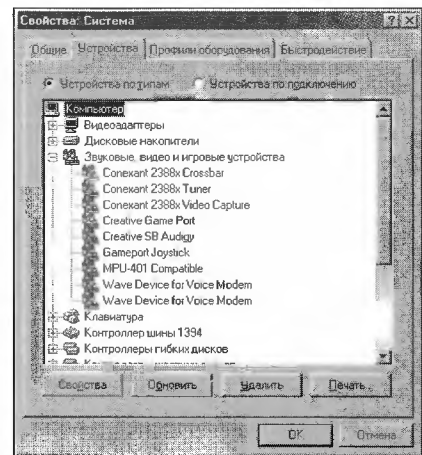 Свойства: Система
Общие Устройства Профили оборудования Быстродействие
Устройства по типам Устройства по подключению
Компьютер
Видеоадаптеры
Дисковые накопители
Звуковые, видео и игровые устройства
Conexant 2388x Crossbar
Conexant 2388x Tuner
Conexant 2388x Video Capture
Creative Game Port
Creative SB Audigy
Gameport Joystick
MPU-401 Compatible
Wave Device for Voice Modem
Wave Device for Voice Modem
Клавиатура
Контроллер шины 1394
Контроллеры гибких дисков
Свойства Обновить Удалить Печать...
OK Отмена